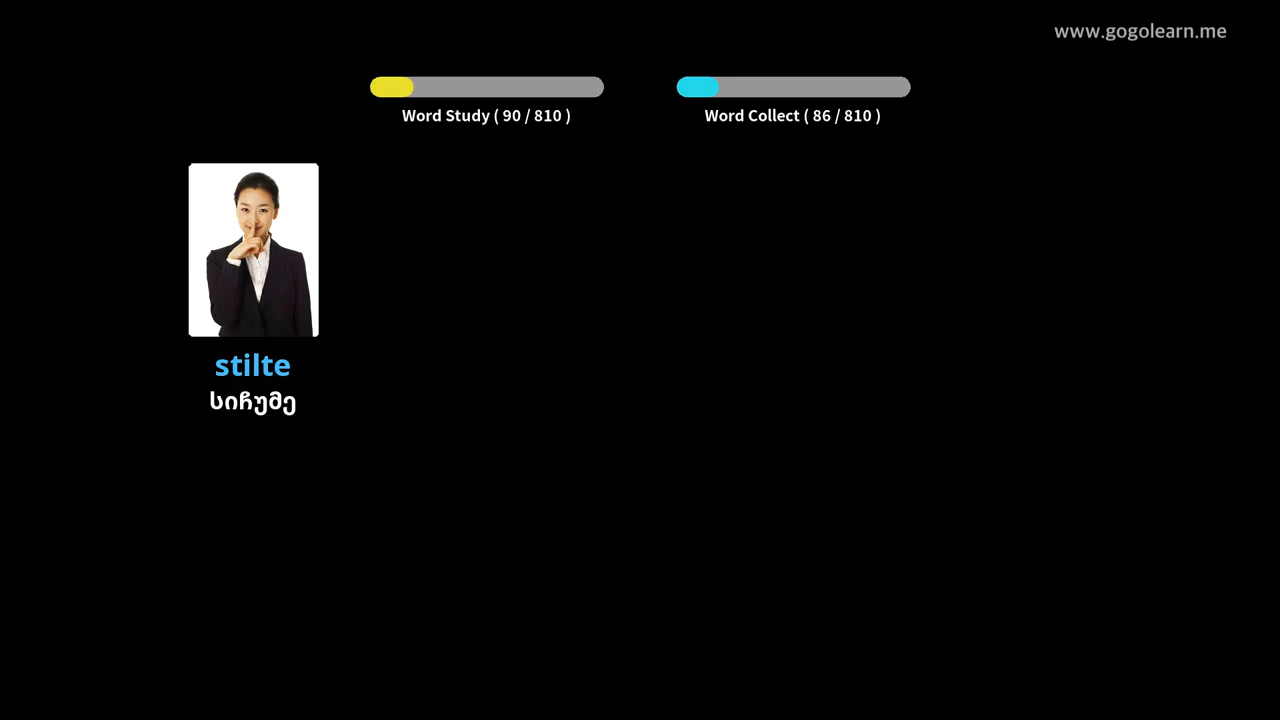 www.gogolearn.me
Word Study ( 90 / 810 )
Word Collect ( 86 / 810 )
stilte
სიჩუმე